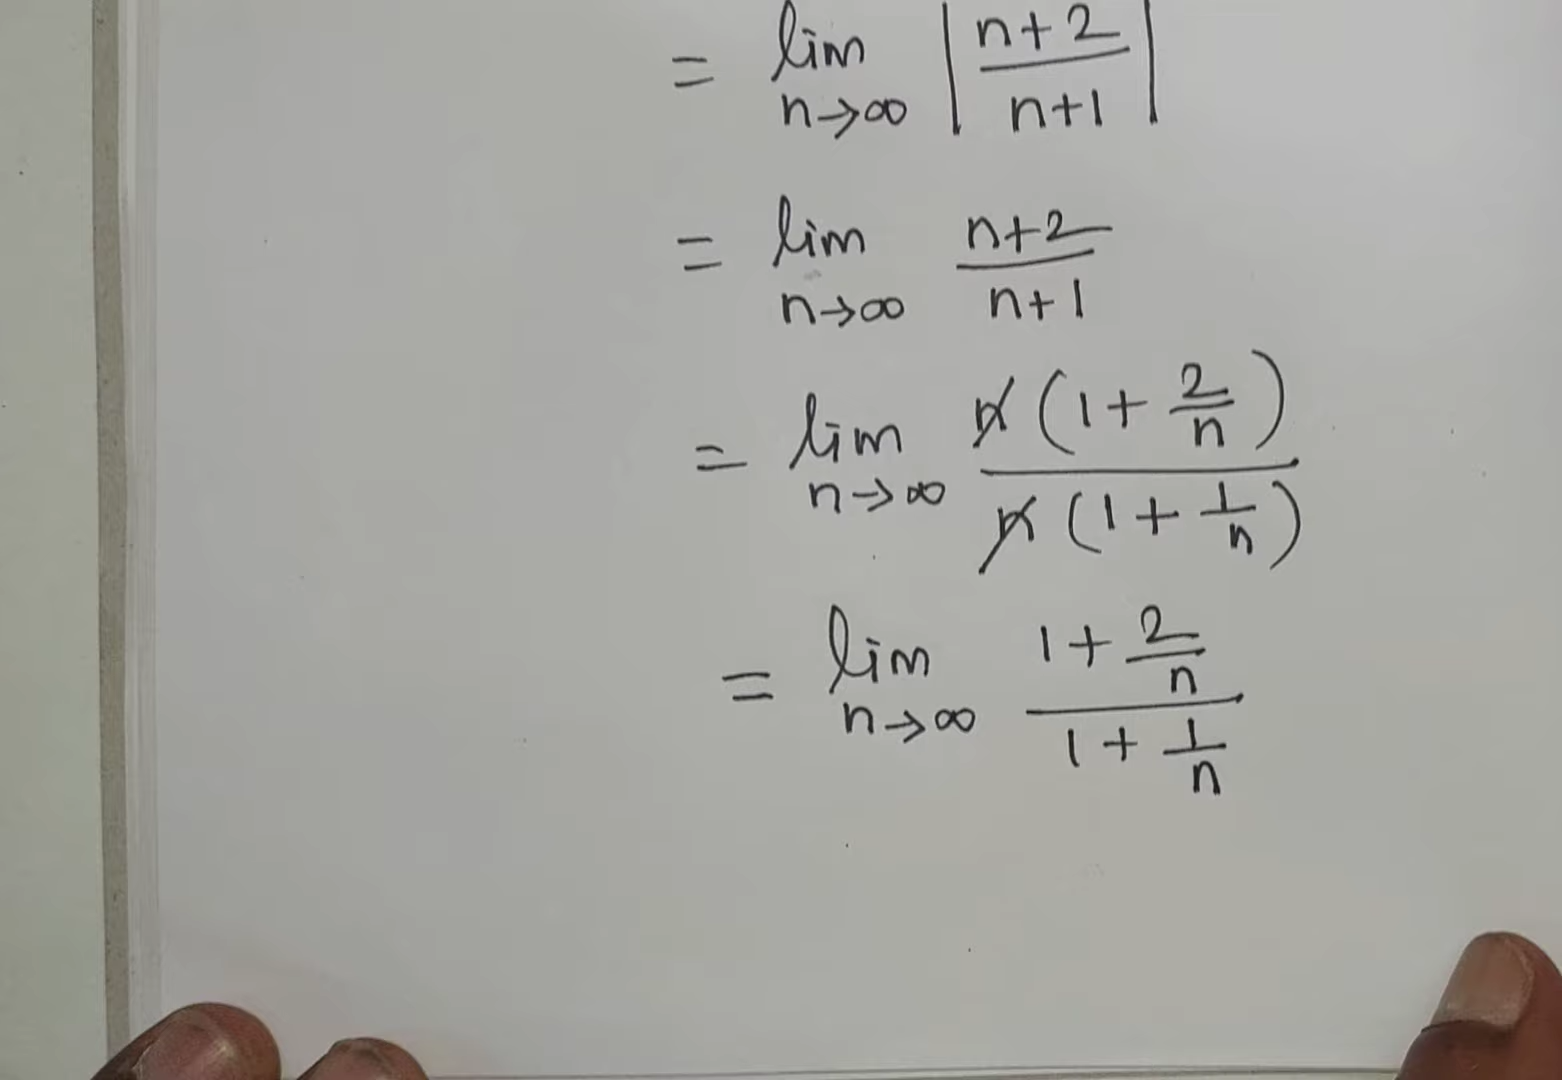 = lim n→∞ |n+2 / n+1|
= lim n→∞ n+2 / n+1
= lim n→∞ n(1 + 2/n) / n(1 + 1/n)
= lim n→∞ 1 + 2/n / 1 + 1/n